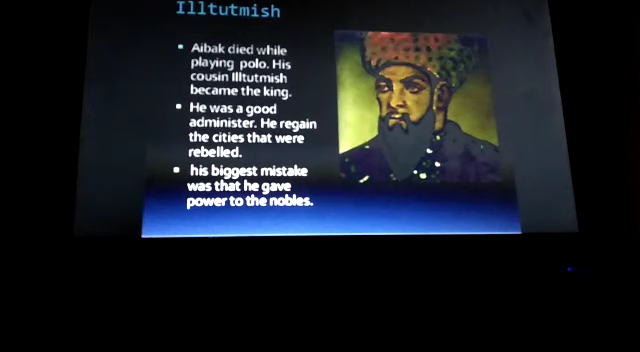 Illtutmish
Aibak died while
playing polo. His
cousin Illtutmish
became the king.
He was a good
administer. He regain
the cities that were
rebelled.
his biggest mistake
was that he gave
power to the nobles.